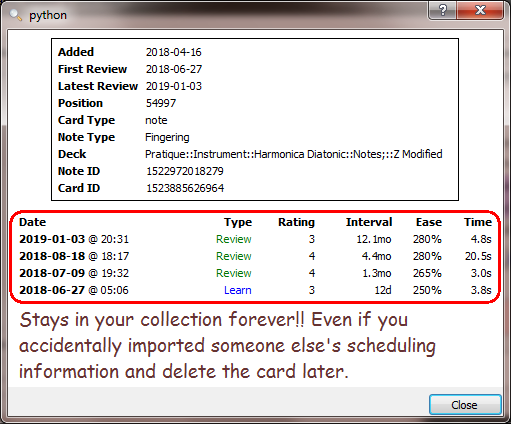 python
Added 2018-04-16
First Review 2018-06-27
Latest Review 2019-01-03
Position 54997
Card Type note
Note Type Fingering
Deck Pratique::Instrument::Harmonica Diatonic::Notes;::Z Modified
Note ID 1522972018279
Card ID 1523885626964
Date Type Rating Interval Ease Time
2019-01-03 @ 20:31 Review 3 12.1mo 280% 4.8s
2018-08-18 @ 18:17 Review 4 4.4mo 280% 20.5s
2018-07-09 @ 19:32 Review 4 1.3mo 265% 3.0s
2018-06-27 @ 05:06 Learn 3 12d 250% 3.8s
Stays in your collection forever!! Even if you
accidentally imported someone else's scheduling
information and delete the card later.
Close